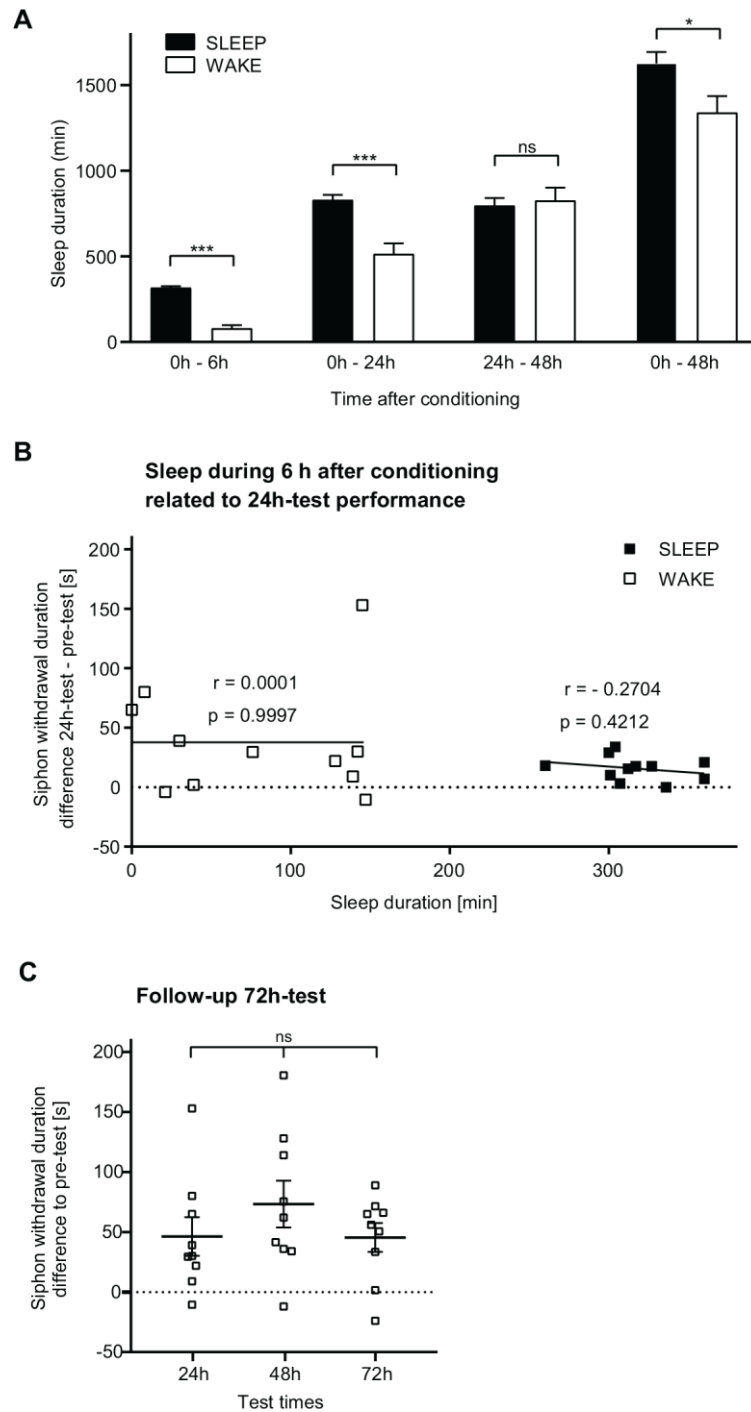 A
SLEEP
WAKE
Sleep duration (min)
1500
1000
500
0
***
***
ns
*
0h - 6h
0h - 24h
24h - 48h
0h - 48h
Time after conditioning
B
Sleep during 6 h after conditioning
related to 24h-test performance
Siphon withdrawal duration
difference 24h-test - pre-test [s]
200
150
100
50
0
-50
SLEEP
WAKE
r = 0.0001
p = 0.9997
r = - 0.2704
p = 0.4212
0
100
200
300
Sleep duration [min]
C
Follow-up 72h-test
Siphon withdrawal duration
difference to pre-test [s]
200
150
100
50
0
-50
ns
24h
48h
72h
Test times